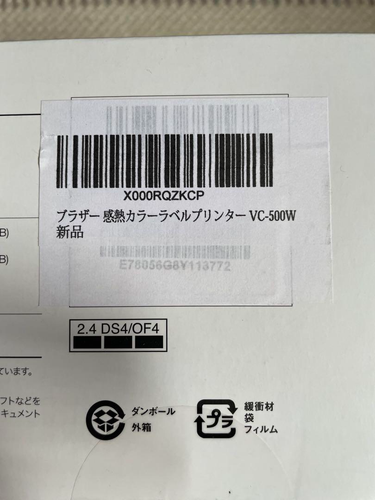 X000RQZKCP
ブラザー 感熱カラーラベルプリンター VC-500W
新品
B)
B)
E78056G8Y113772
2.4 DS4/OF4
ています。
フトなどを
キュメント
ダンボール
外箱
プラ
緩衝材
袋
フィルム